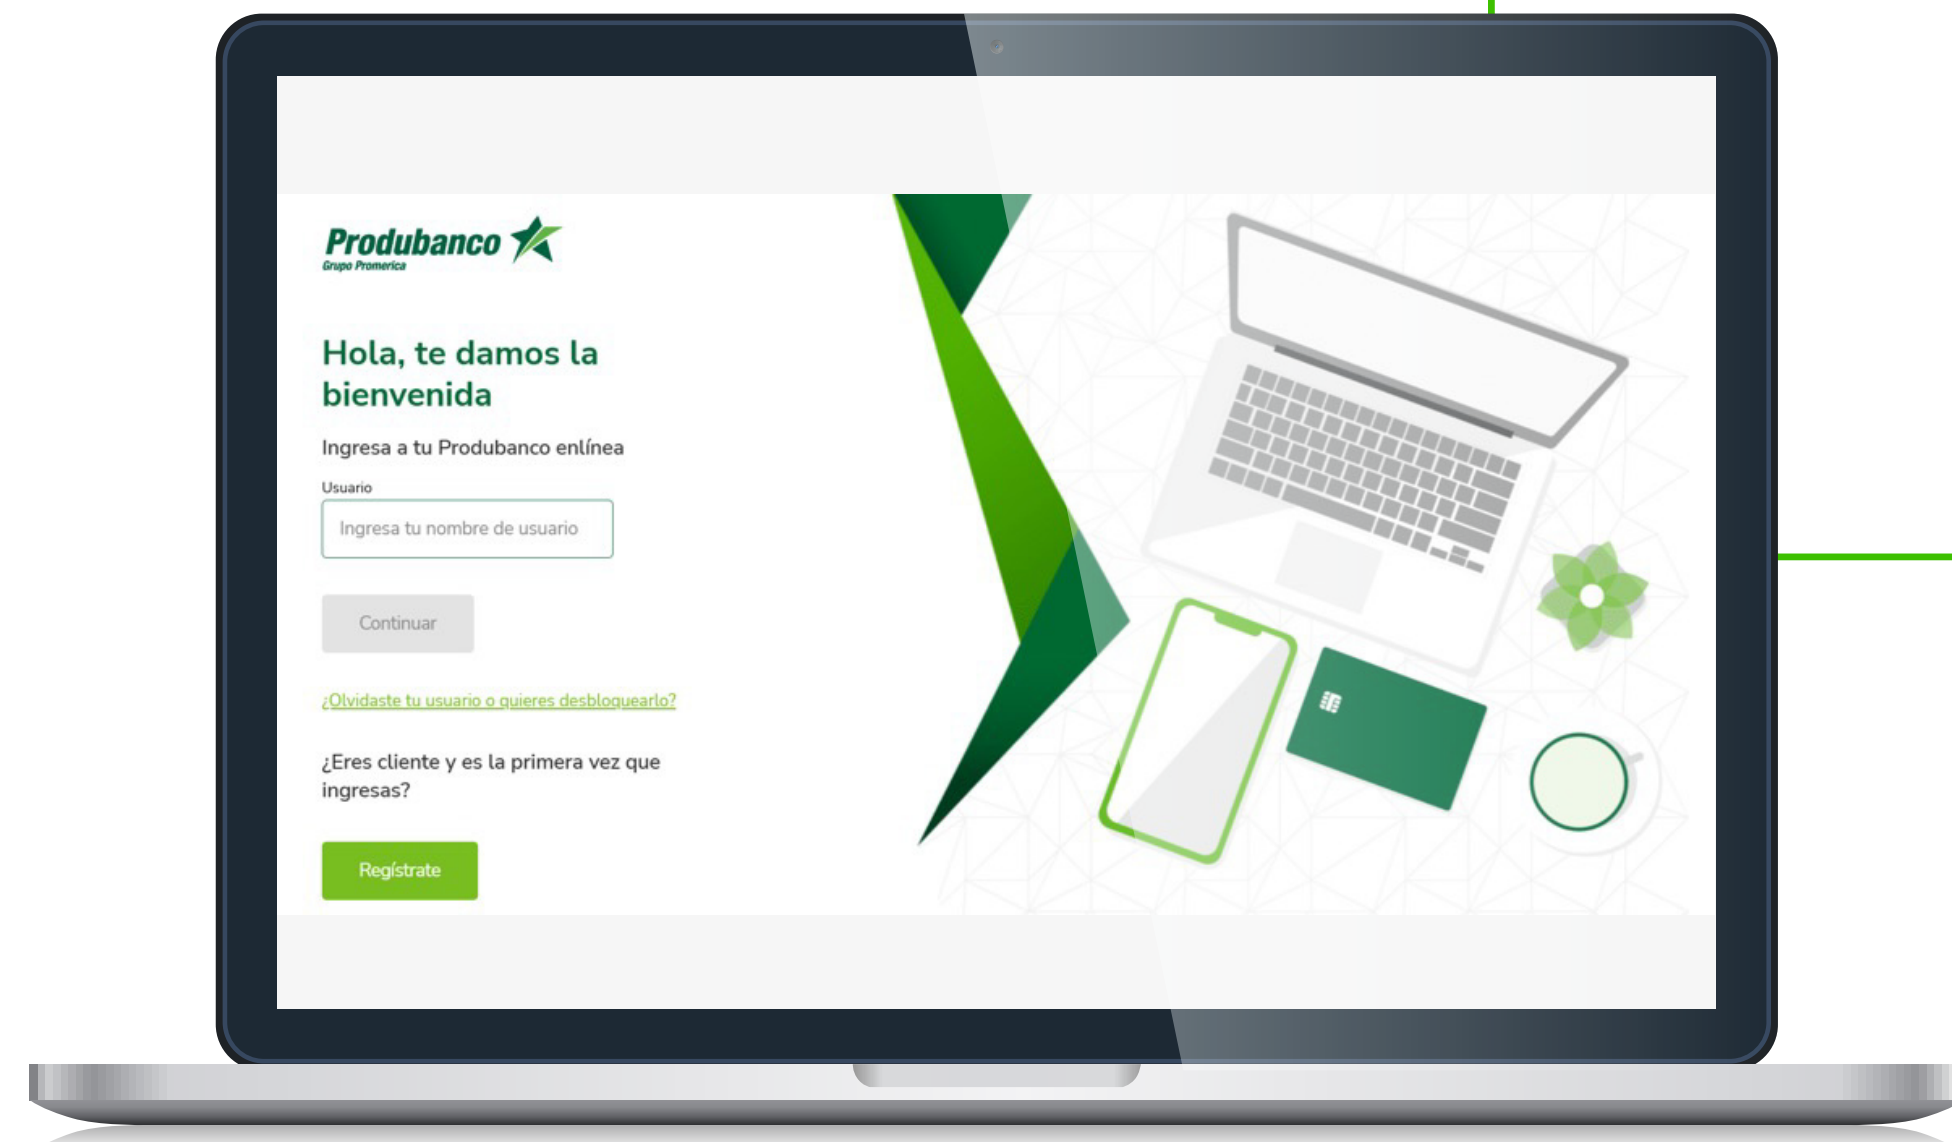 Produbanco
Grupo Promerica
Hola, te damos la
bienvenida
Ingresa a tu Produbanco enlínea
Usuario
Ingresa tu nombre de usuario
Continuar
¿Olvidaste tu usuario o quieres desbloquearlo?
¿Eres cliente y es la primera vez que
ingresas?
Regístrate